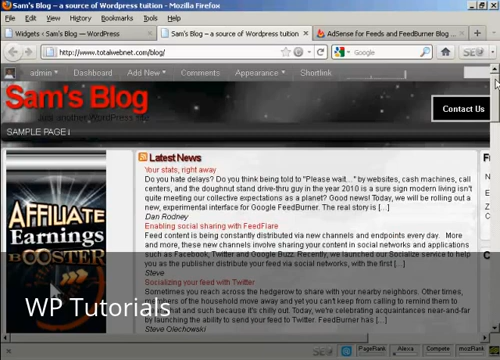 Sam's Blog – a source of Wordpress tuition - Mozilla Firefox
File Edit View History Bookmarks Tools Help
Widgets ‹ Sam's Blog — WordPress
Sam's Blog – a source of Wordpress tuition
AdSense for Feeds and FeedBurner Blog
http://www.totalwebnet.com/blog/
admin Dashboard Add New Comments Appearance Shortlink
Sam's Blog
Just another WordPress title
Contact Us
SAMPLE PAGE↓
Latest News
Your stats, right away
Do you hate delays? Do you think being told to "Please wait..." by websites, cash machines, call
centers, and the doughnut stand drive-thru guy in the year 2010 is a sure sign modern living isn't
quite meeting our collective expectations as a planet? Good news! Today, we will be rolling out
a new, experimental interface for Google FeedBurner. The real story is [...]
Dan Rodney
Enabling social sharing with FeedFlare
Feed content is being constantly distributed via new channels and endpoints every day. More
and more, these new channels involve sharing your content in social networks and applications
such as Facebook, Twitter and Google Buzz. Recently, we launched our Socialize service to help
you as the publisher distribute your feed via social networks, with the first [...]
Steve
Socializing your feed with Twitter
Sometimes you reach across the hedgerow to share with your nearby neighbors. Other times,
members of the household move away and yet you can't keep from calling to remind them to
that and such because it's chilly out. Today, we're celebrating acquaintances near-and-far
by launching the ability to send your feed to Twitter. Through [...]
Steve Olechowski
AFFILIATE
Earnings
BOOSTER
WP Tutorials
PageRank Alexa Compete mozRank